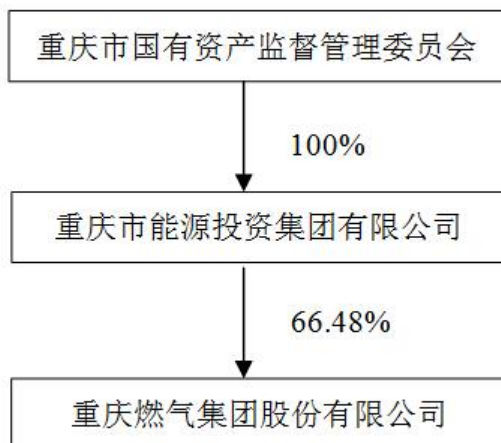 重庆市国有资产监督管理委员会
100%
重庆市能源投资集团有限公司
66.48%
重庆燃气集团股份有限公司